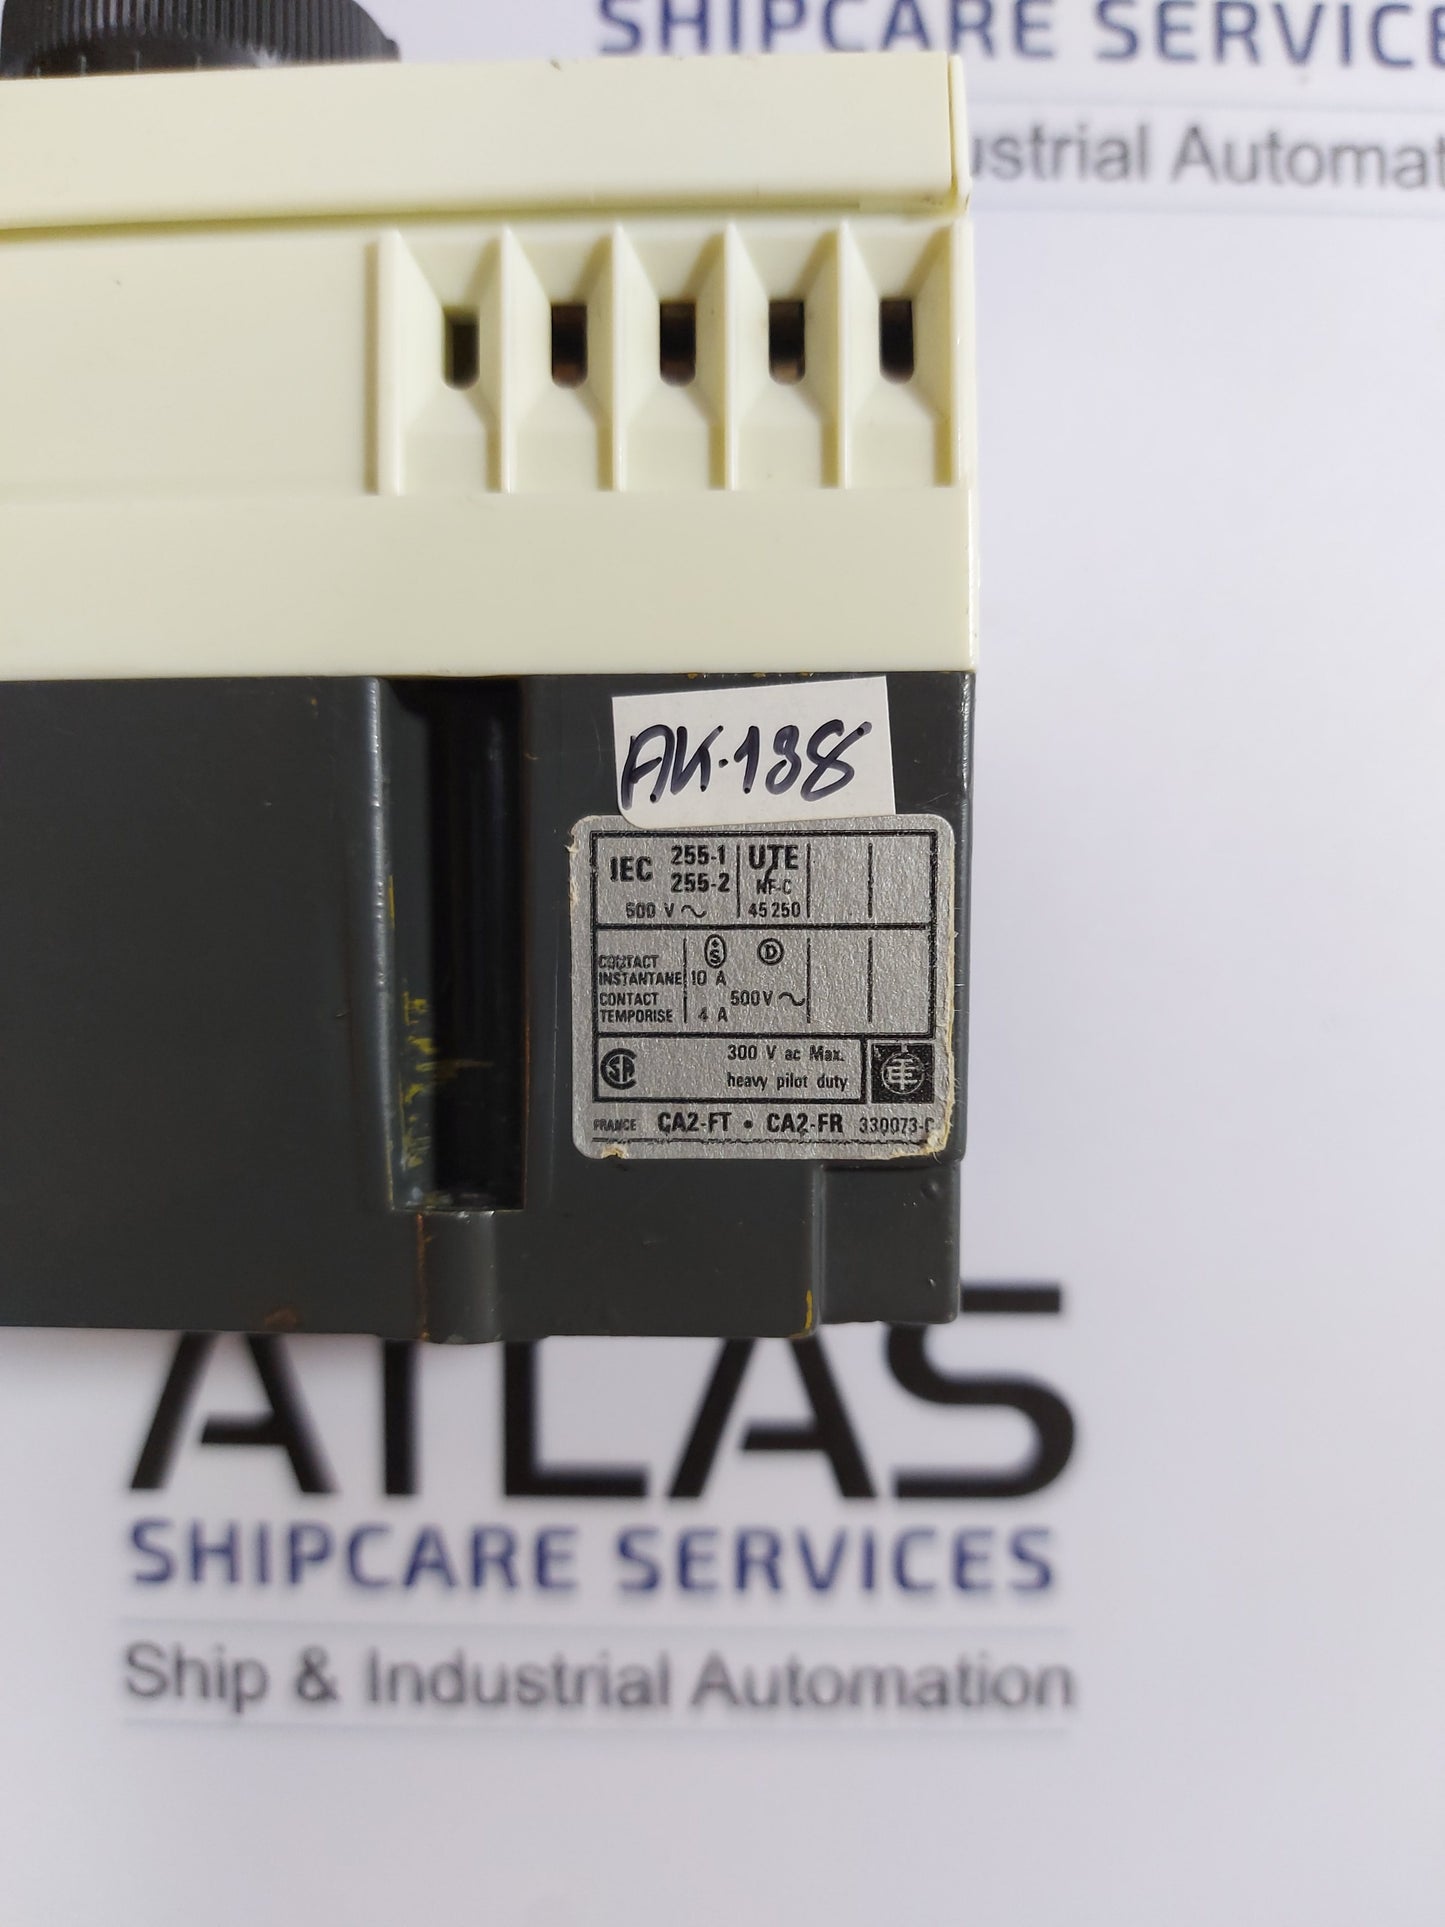 SHIPCARE SERVICE
ustrial Automat
AK-138
IEC 255-1 UTE
255-2 NF-C
500 V ~ 45 250
CONTACT INSTANTANE 10 A
CONTACT TEMPORISE 4 A
500V ~
S D
SA 300 V ac Max.
heavy pilot duty
FRANCE CA2-FT • CA2-FR 330073-C
ATLAS
SHIPCARE SERVICES
Ship & Industrial Automation